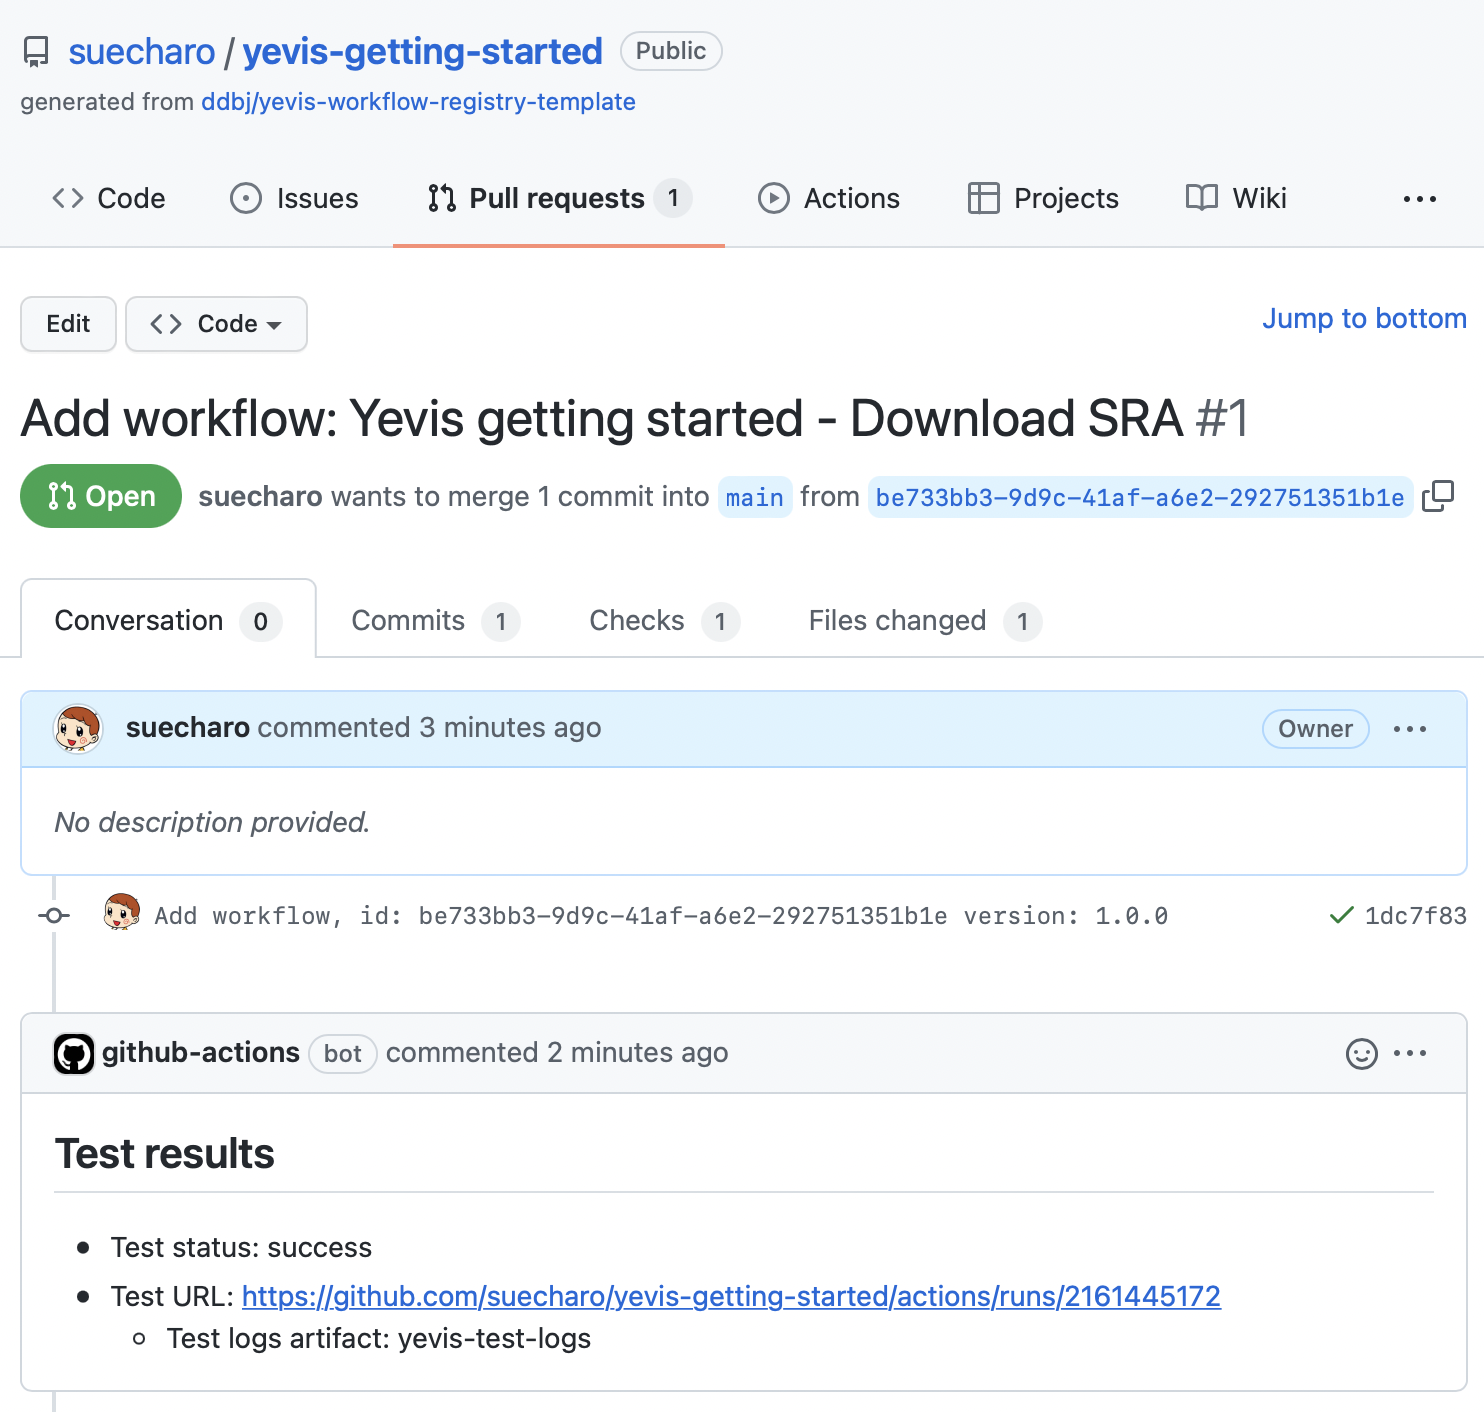 suecharo / yevis-getting-started Public
generated from ddbj/yevis-workflow-registry-template
Code Issues Pull requests 1 Actions Projects Wiki
Edit Code Jump to bottom
Add workflow: Yevis getting started - Download SRA #1
Open suecharo wants to merge 1 commit into main from be733bb3-9d9c-41af-a6e2-292751351b1e
Conversation 0 Commits 1 Checks 1 Files changed 1
suecharo commented 3 minutes ago Owner
No description provided.
Add workflow, id: be733bb3-9d9c-41af-a6e2-292751351b1e version: 1.0.0 1dc7f83
github-actions bot commented 2 minutes ago
Test results
Test status: success
Test URL: https://github.com/suecharo/yevis-getting-started/actions/runs/2161445172
Test logs artifact: yevis-test-logs